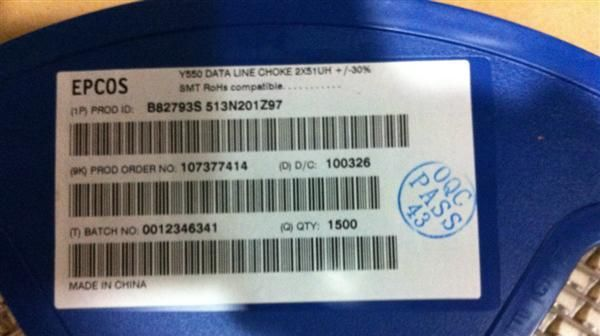 EPCOS
Y550 DATA LINE CHOKE 2X51UH +/-30%
SMT RoHs compatible. . . . . . . . . . . .
(1P) PROD ID: B82793S 513N201Z97
(9K) PROD ORDER NO: 107377414 (D) D/C: 100326
(T) BATCH NO: 0012346341 (Q) QTY: 1500
MADE IN CHINA
OQC
PASS
43